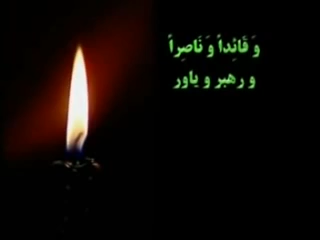 وَ قَائِداً وَ نَاصِراً
و رهبر و یاور